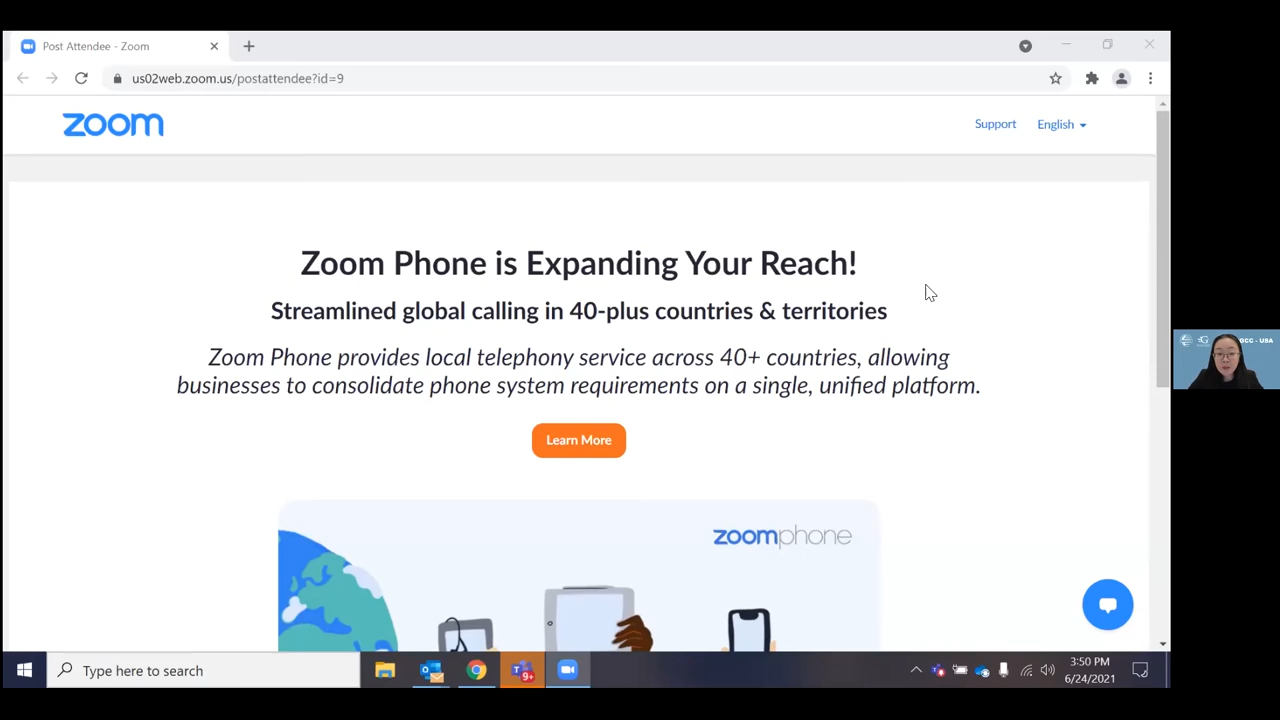 Post Attendee - Zoom
us02web.zoom.us/postattendee?id=9
zoom
Support
English
Zoom Phone is Expanding Your Reach!
Streamlined global calling in 40-plus countries & territories
Zoom Phone provides local telephony service across 40+ countries, allowing
businesses to consolidate phone system requirements on a single, unified platform.
Learn More
zoomphone
GCC - USA
Type here to search
9+
3:50 PM
6/24/2021